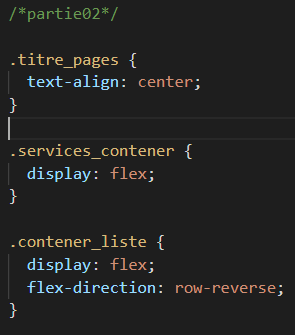 /*partie02*/
.titre_pages {
text-align: center;
}
.services_contener {
display: flex;
}
.contener_liste {
display: flex;
flex-direction: row-reverse;
}